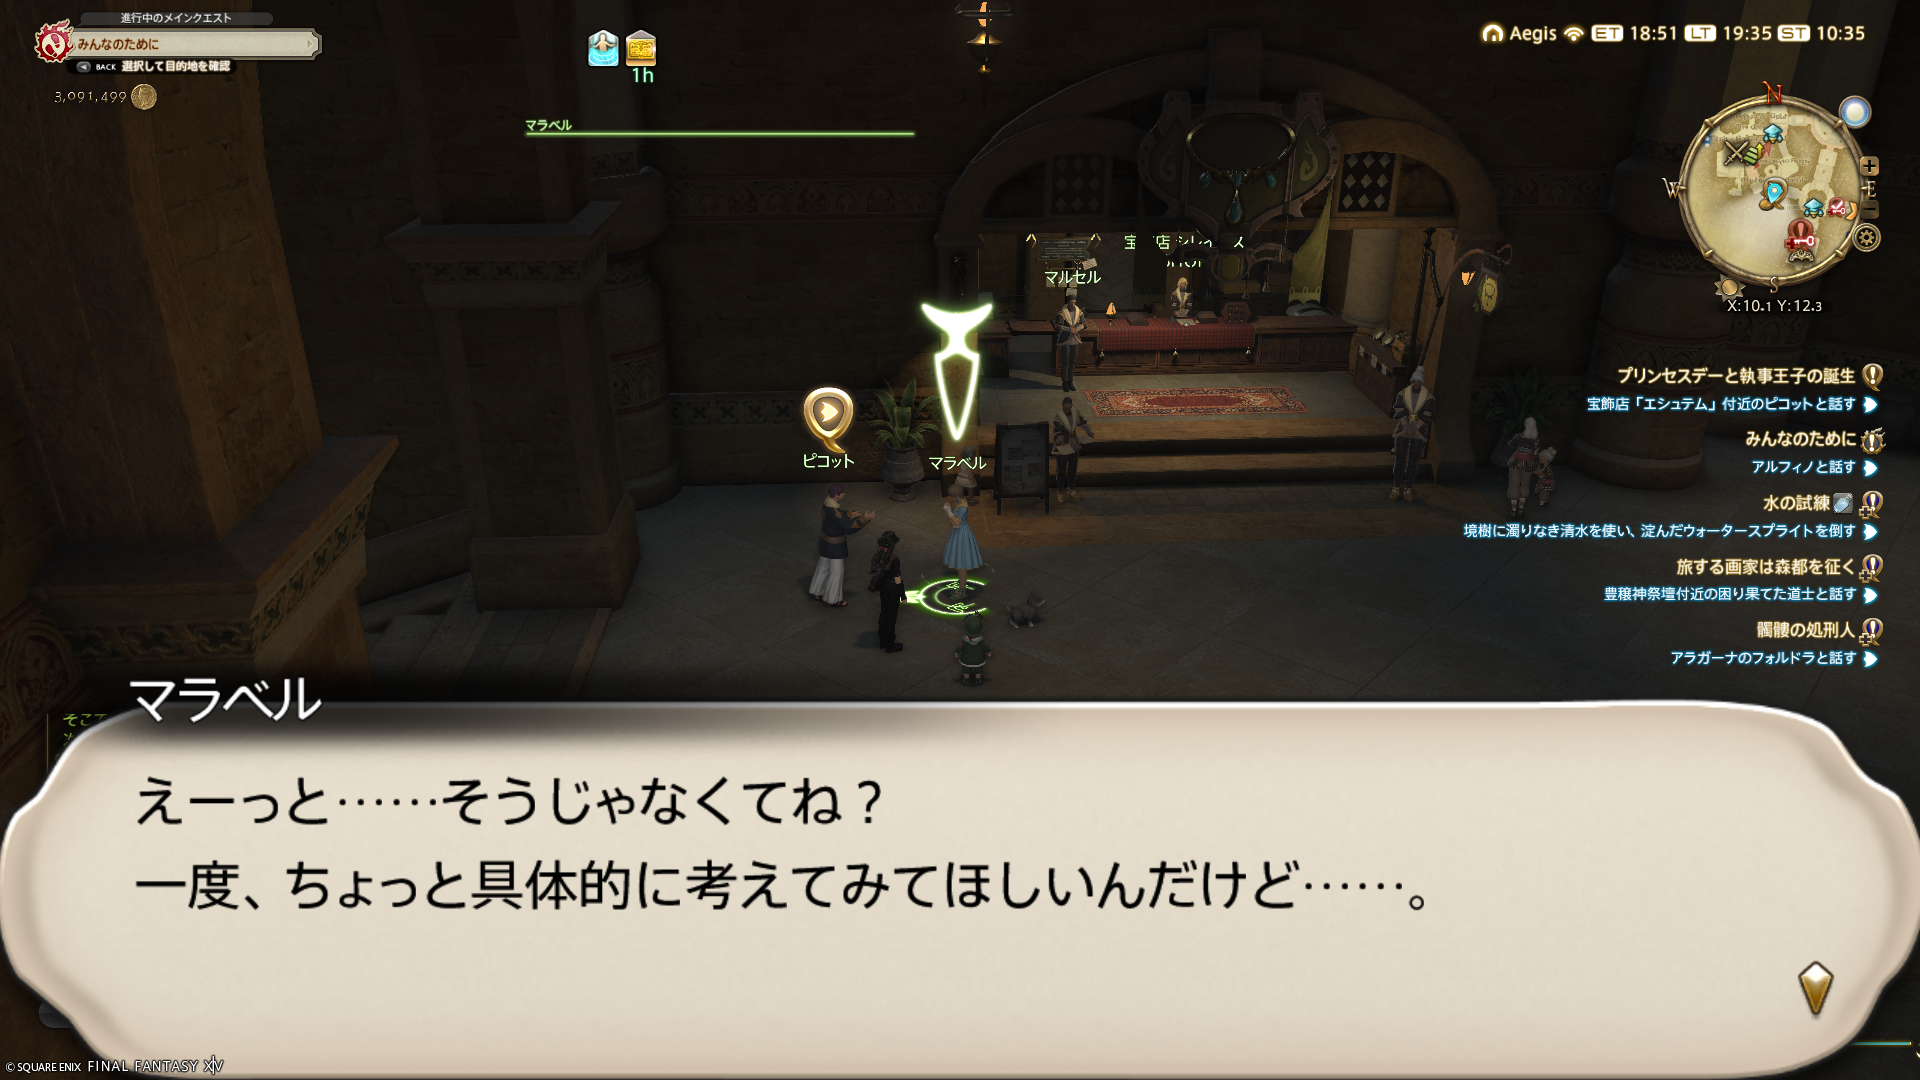 進行中のメインクエスト
みんなのために
BACK 選択して目的地を確認
3,091,499
1h
マラベル
Aegis ET 18:51 LT 19:35 ST 10:35
N
W
E
S
X:10.1 Y:12.3
マルセル
ピコット
マラベル
プリンセスデーと執事王子の誕生
宝飾店「エシュテム」付近のピコットと話す
みんなのために
アルフィノと話す
水の試練
境樹に濁りなき清水を使い、淀んだウォータースプライトを倒す
旅する画家は森都を征く
豊穣神祭壇付近の困り果てた道士と話す
髑髏の処刑人
アラガーナのフォルドラと話す
マラベル
えーっと……そうじゃなくてね？
一度、ちょっと具体的に考えてみてほしいんだけど……。
© SQUARE ENIX FINAL FANTASY XIV